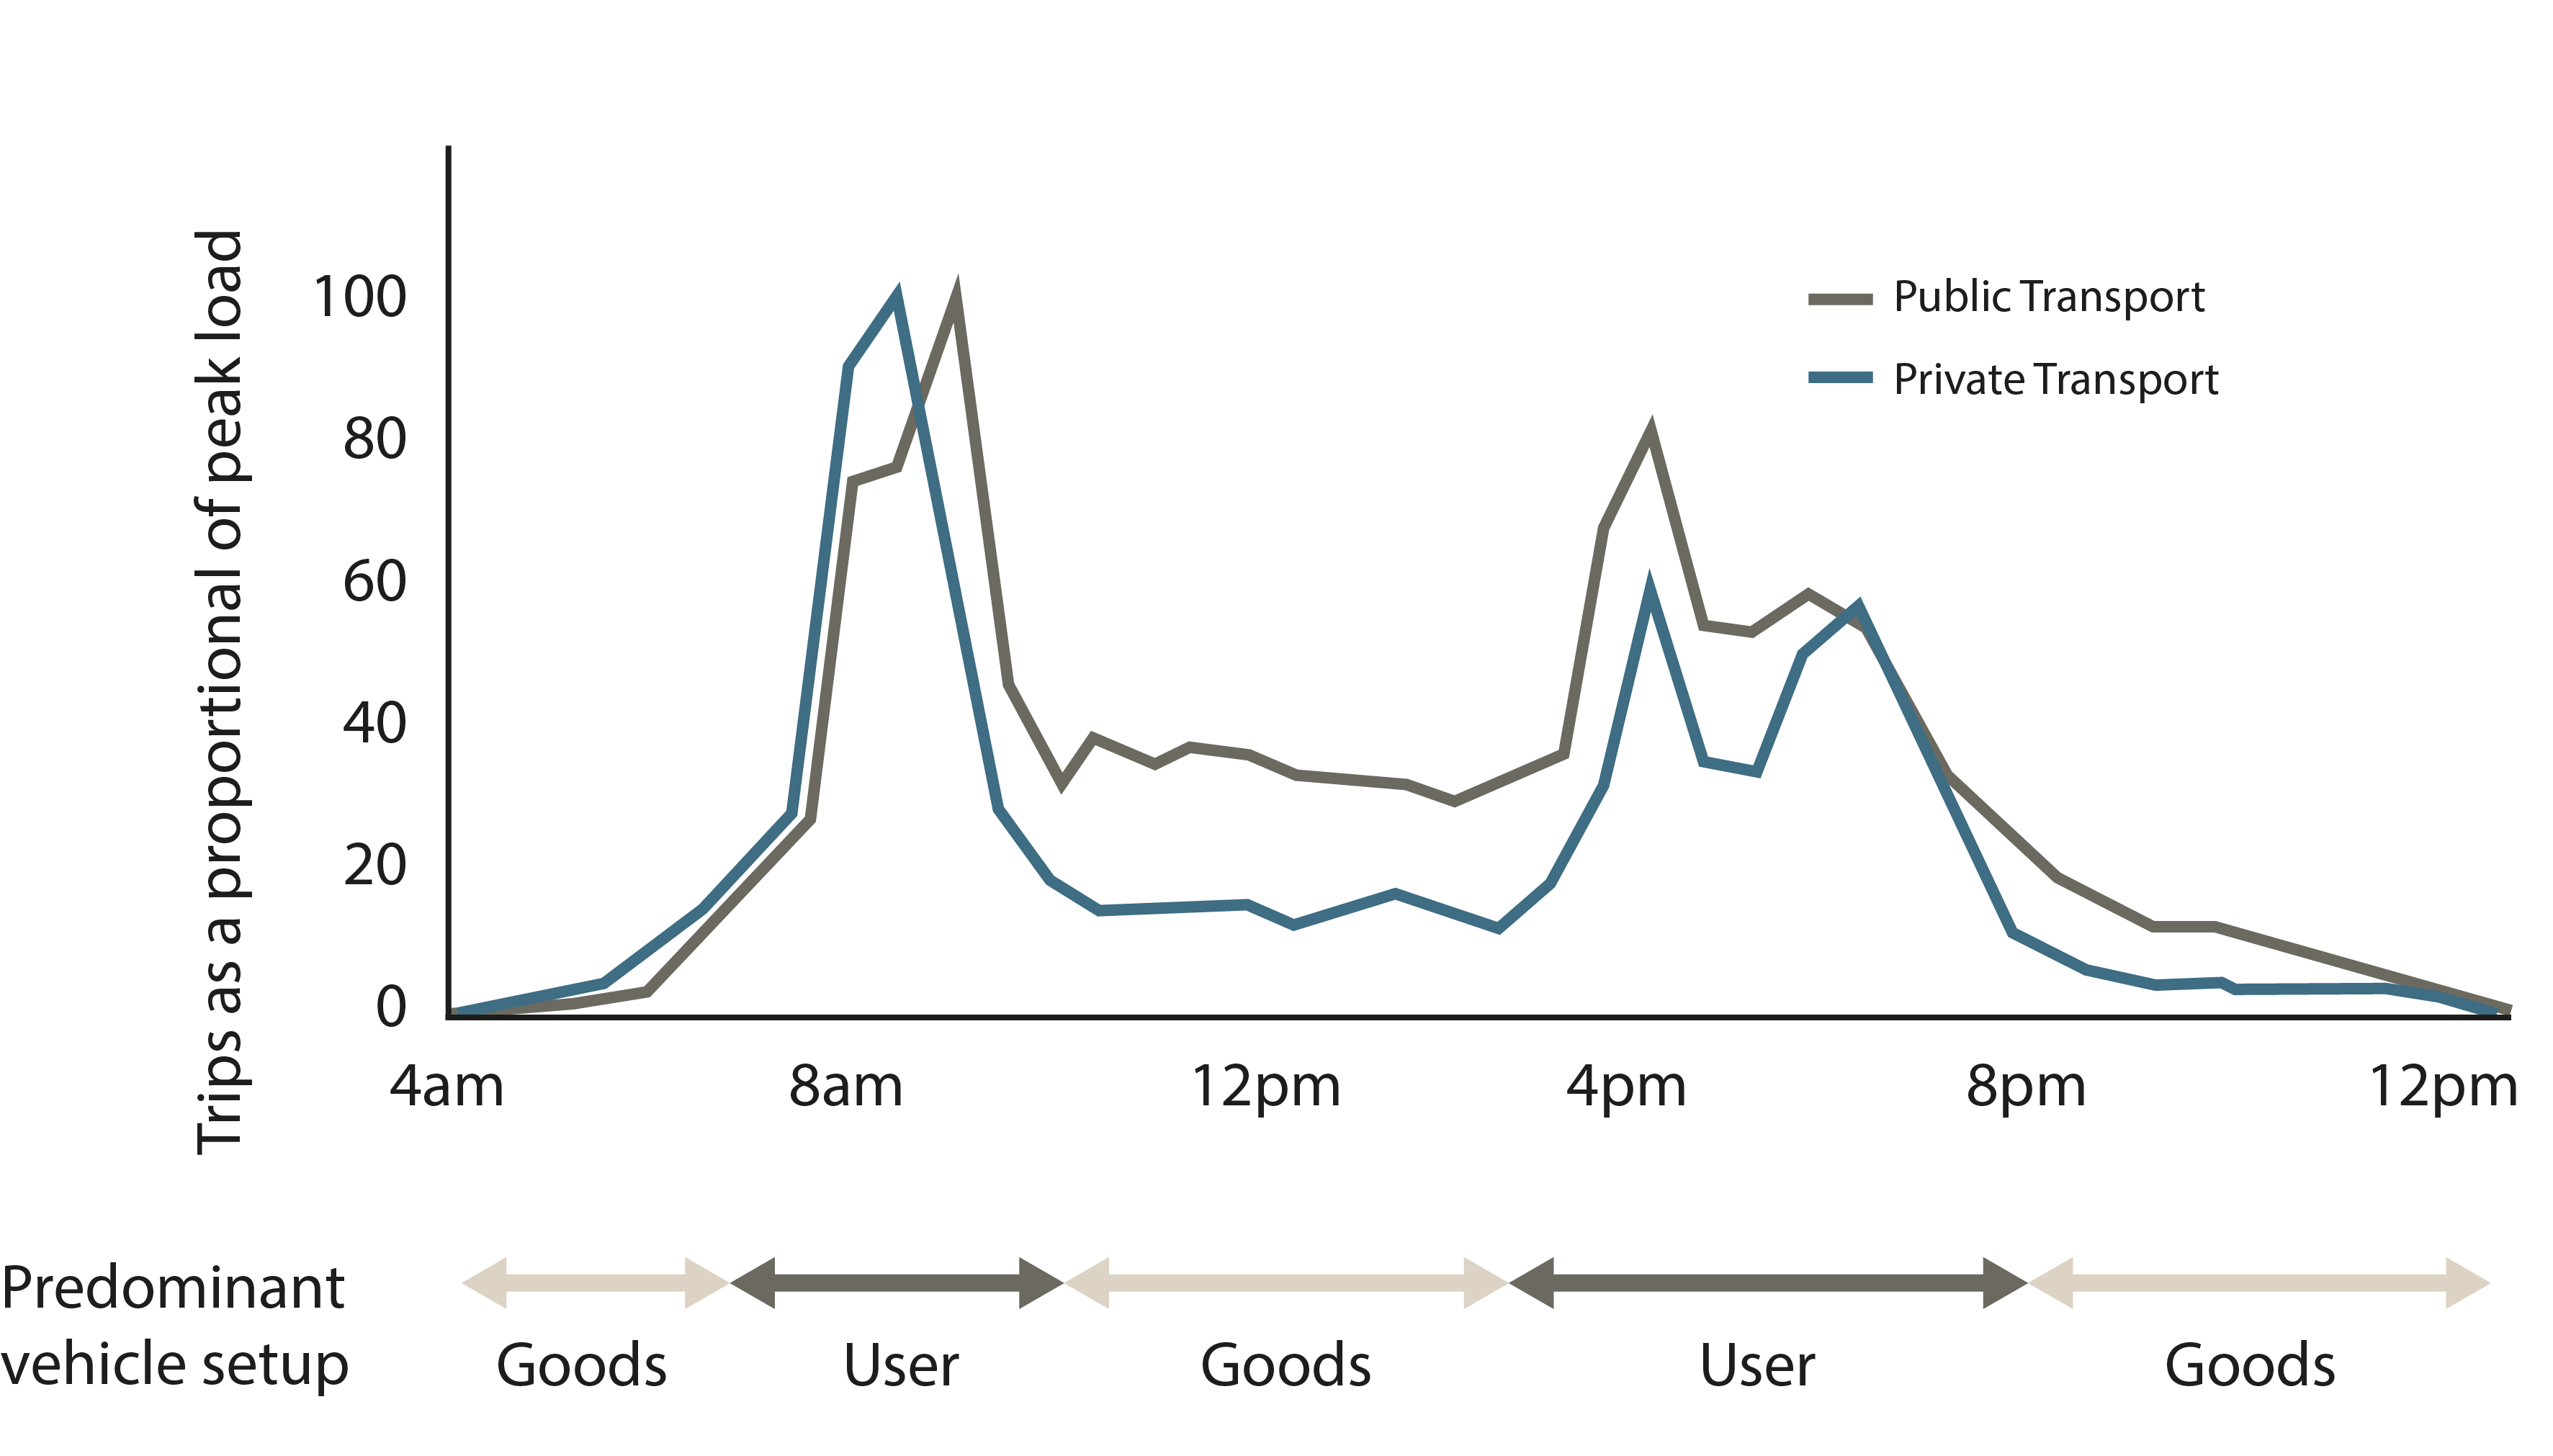 Trips as a proportional of peak load
100
80
60
40
20
0
Public Transport
Private Transport
4am 8am 12pm 4pm 8pm 12pm
Predominant
vehicle setup
Goods User Goods User Goods